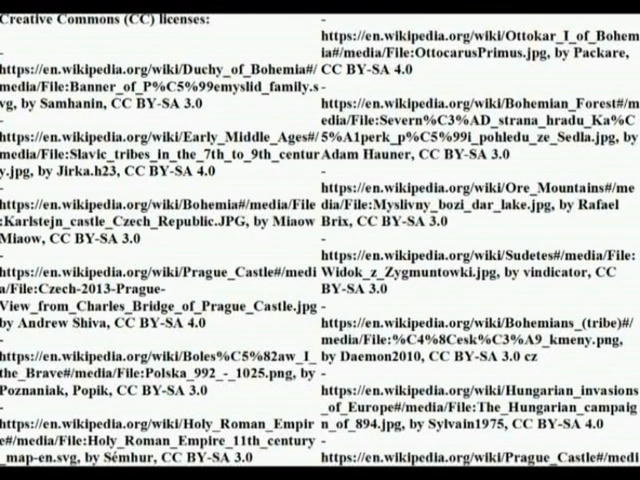 Creative Commons (CC) licenses:
-
https://en.wikipedia.org/wiki/Duchy_of_Bohemia#/
media/File:Banner_of_P%C5%99emyslid_family.s
vg, by Samhanin, CC BY-SA 3.0
-
https://en.wikipedia.org/wiki/Early_Middle_Ages#/
media/File:Slavic_tribes_in_the_7th_to_9th_centur
y.jpg, by Jirka.h23, CC BY-SA 4.0
-
https://en.wikipedia.org/wiki/Bohemia#/media/File
:Karlstejn_castle_Czech_Republic.JPG, by Miaow
Miaow, CC BY-SA 3.0
-
https://en.wikipedia.org/wiki/Prague_Castle#/medi
a/File:Czech-2013-Prague-
View_from_Charles_Bridge_of_Prague_Castle.jpg
by Andrew Shiva, CC BY-SA 4.0
-
https://en.wikipedia.org/wiki/Boles%C5%82aw_I_
the_Brave#/media/File:Polska_992_-_1025.png, by
Poznaniak, Popik, CC BY-SA 3.0
-
https://en.wikipedia.org/wiki/Holy_Roman_Empir
e#/media/File:Holy_Roman_Empire_11th_century
_map-en.svg, by Sémhur, CC BY-SA 3.0
-
https://en.wikipedia.org/wiki/Ottokar_I_of_Bohem
ia#/media/File:OttocarusPrimus.jpg, by Packare,
CC BY-SA 4.0
-
https://en.wikipedia.org/wiki/Bohemian_Forest#/m
edia/File:Severn%C3%AD_strana_hradu_Ka%C
5%A1perk_p%C5%99i_pohledu_ze_Sedla.jpg, by
Adam Hauner, CC BY-SA 3.0
-
https://en.wikipedia.org/wiki/Ore_Mountains#/me
dia/File:Myslivny_bozi_dar_lake.jpg, by Rafael
Brix, CC BY-SA 3.0
-
https://en.wikipedia.org/wiki/Sudetes#/media/File:
Widok_z_Zygmuntowki.jpg, by vindicator, CC
BY-SA 3.0
-
https://en.wikipedia.org/wiki/Bohemians_(tribe)#/
media/File:%C4%8Cesk%C3%A9_kmeny.png,
by Daemon2010, CC BY-SA 3.0 cz
-
https://en.wikipedia.org/wiki/Hungarian_invasions
_of_Europe#/media/File:The_Hungarian_campaig
n_of_894.jpg, by Sylvain1975, CC BY-SA 4.0
-
https://en.wikipedia.org/wiki/Prague_Castle#/medi